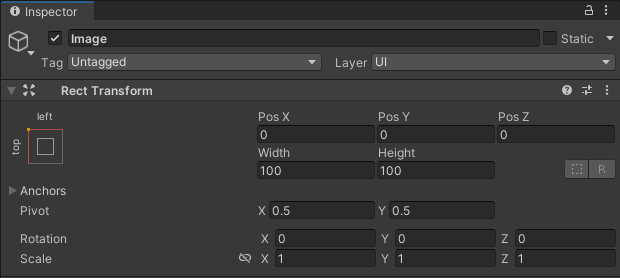 Inspector
Image Static
Tag Untagged Layer UI
Rect Transform
left
top
Pos X Pos Y Pos Z
0 0 0
Width Height
100 100
R
Anchors
Pivot X 0.5 Y 0.5
Rotation X 0 Y 0 Z 0
Scale X 1 Y 1 Z 1